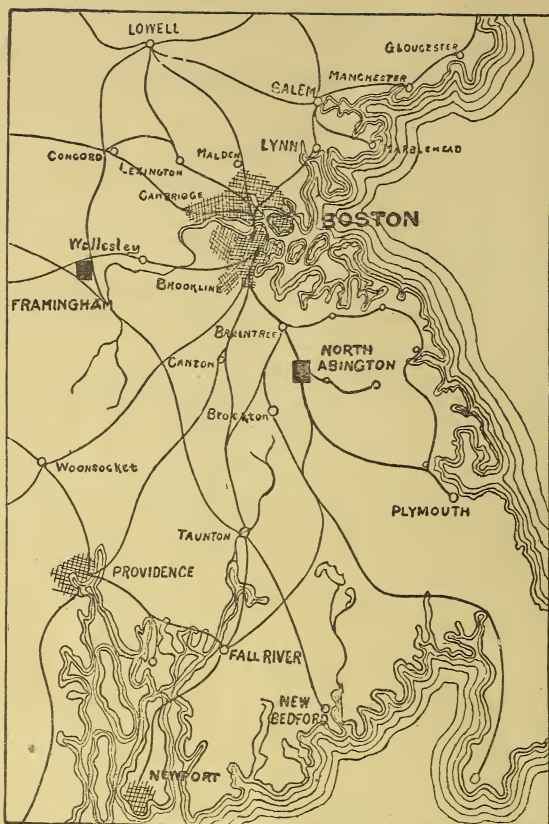 LOWELL
GLOUCESTER
MANCHESTER
SALEM
MARBLEHEAD
LYNN
MALDEN
CONCORD
LEXINGTON
CAMBRIDGE
BOSTON
Wellesley
BROOKLINE
FRAMINGHAM
BRAINTREE
NORTH
ABINGTON
CANTON
Brockton
WOONSOCKET
PLYMOUTH
TAUNTON
PROVIDENCE
FALL RIVER
NEW
BEDFORD
NEWPORT